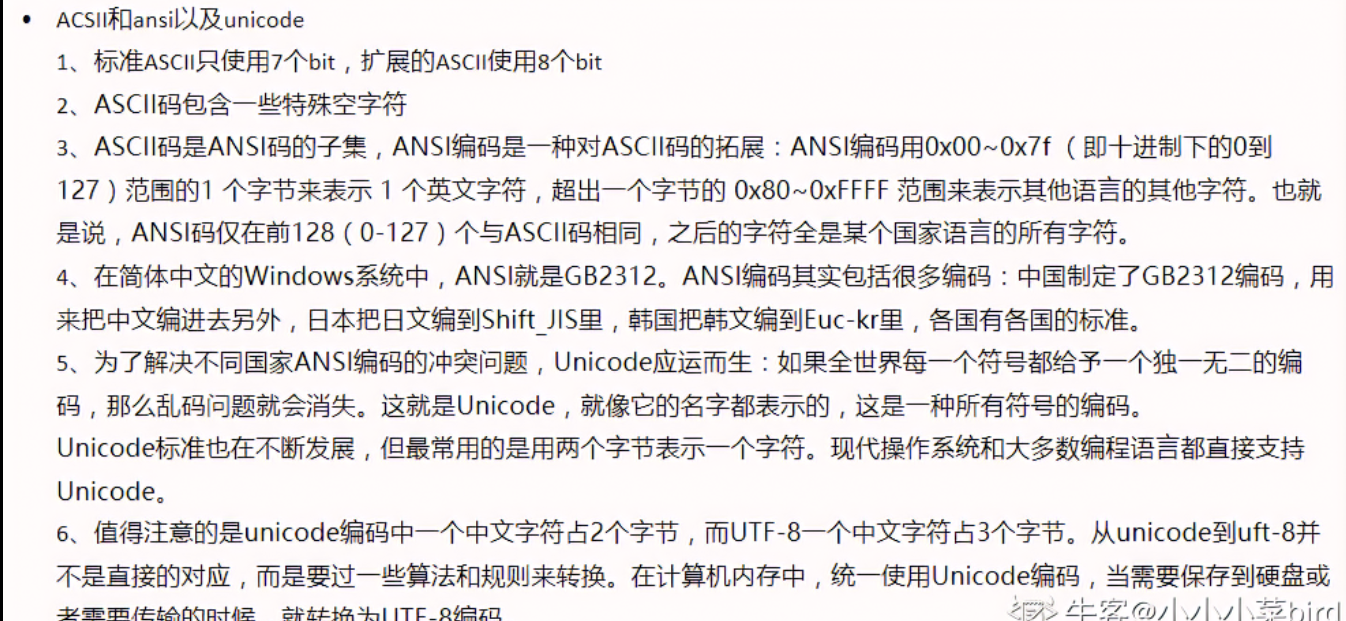 • ACSII和ansi以及unicode
1、标准ASCII只使用7个bit，扩展的ASCII使用8个bit
2、ASCII码包含一些特殊空字符
3、ASCII码是ANSI码的子集，ANSI编码是一种对ASCII码的拓展：ANSI编码用0x00~0x7f（即十进制下的0到
127）范围的1 个字节来表示 1 个英文字符，超出一个字节的 0x80~0xFFFF 范围来表示其他语言的其他字符。也就
是说，ANSI码仅在前128（0-127）个与ASCII码相同，之后的字符全是某个国家语言的所有字符。
4、在简体中文的Windows系统中，ANSI就是GB2312。ANSI编码其实包括很多编码：中国制定了GB2312编码，用
来把中文编进去另外，日本把日文编到Shift_JIS里，韩国把韩文编到Euc-kr里，各国有各国的标准。
5、为了解决不同国家ANSI编码的冲突问题，Unicode应运而生：如果全世界每一个符号都给予一个独一无二的编
码，那么乱码问题就会消失。这就是Unicode，就像它的名字都表示的，这是一种所有符号的编码。
Unicode标准也在不断发展，但最常用的是用两个字节表示一个字符。现代操作系统和大多数编程语言都直接支持
Unicode。
6、值得注意的是unicode编码中一个中文字符占2个字节，而UTF-8一个中文字符占3个字节。从unicode到uft-8并
不是直接的对应，而是要过一些算法和规则来转换。在计算机内存中，统一使用Unicode编码，当需要保存到硬盘或
者需要传输的时候，就转换为UTF-8编码
牛客@小小小菜bird